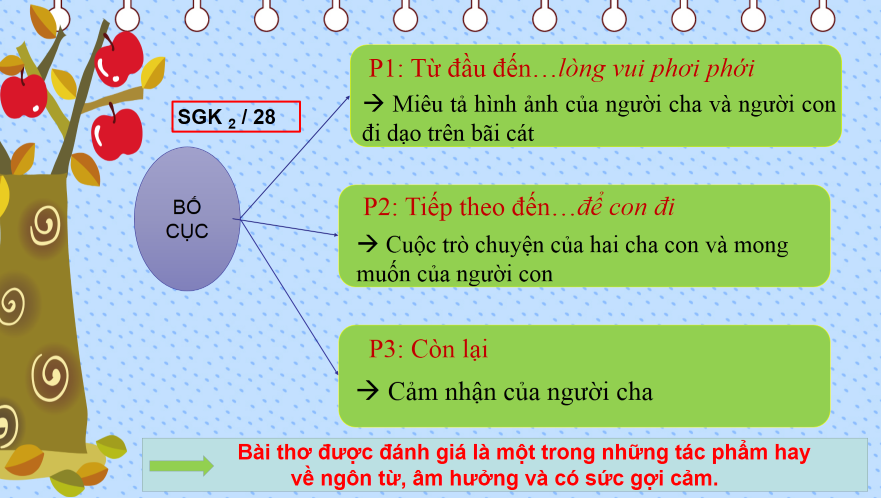 P1: Từ đầu đến…lòng vui phơi phới
→ Miêu tả hình ảnh của người cha và người con
đi dạo trên bãi cát
SGK 2 / 28
BỐ
CỤC
P2: Tiếp theo đến…để con đi
→ Cuộc trò chuyện của hai cha con và mong
muốn của người con
P3: Còn lại
→ Cảm nhận của người cha
Bài thơ được đánh giá là một trong những tác phẩm hay
về ngôn từ, âm hưởng và có sức gợi cảm.